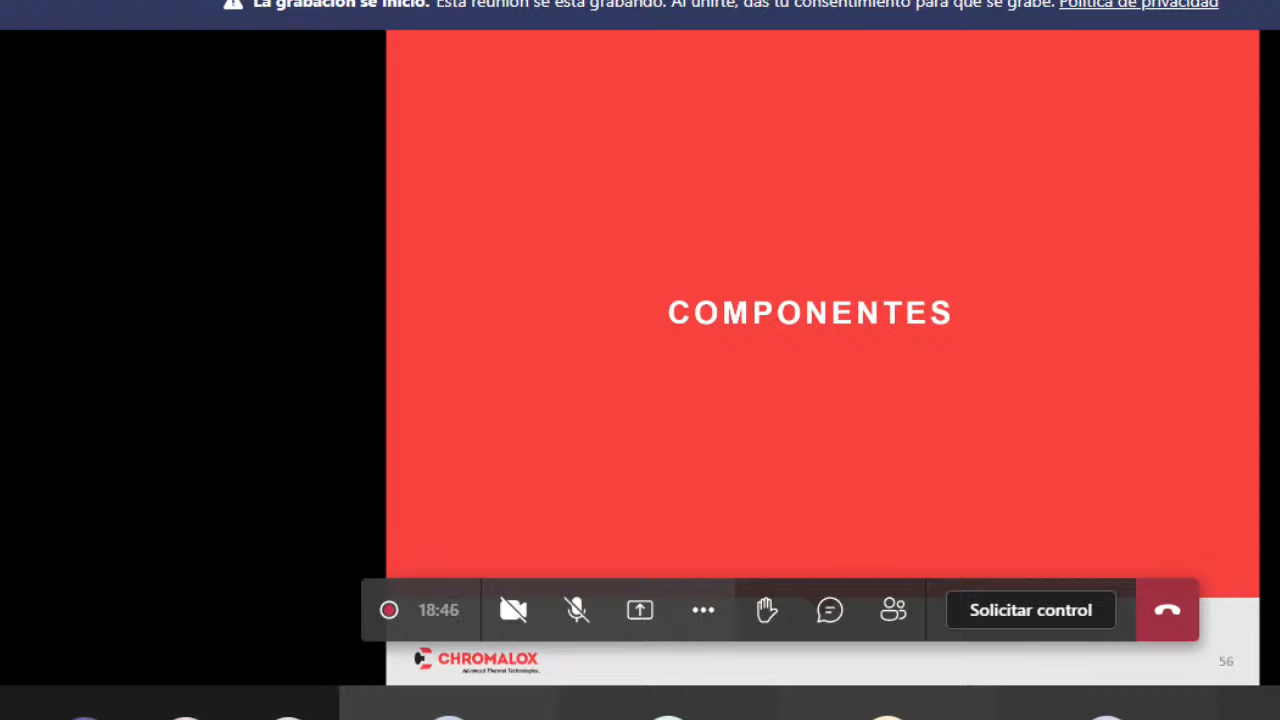 La grabación se inició. Esta reunión se está grabando. Al unirte, das tu consentimiento para que se grabe. Política de privacidad
COMPONENTES
18:46
Solicitar control
CHROMALOX
Advanced Thermal Technologies
56